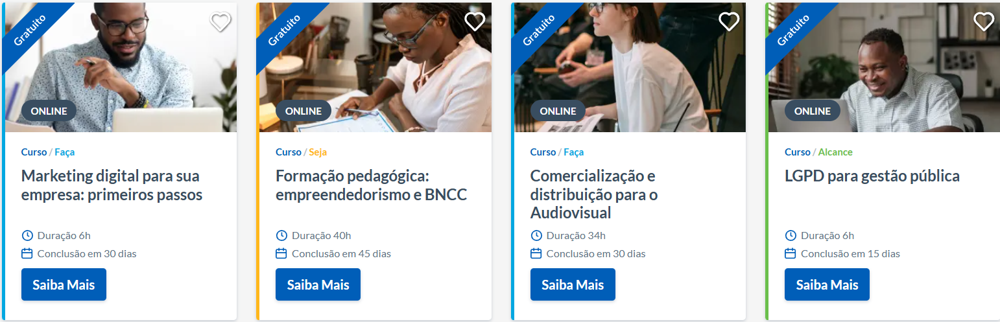 Gratuito
ONLINE
Curso / Faça
Marketing digital para sua
empresa: primeiros passos
Duração 6h
Conclusão em 30 dias
Saiba Mais
Gratuito
ONLINE
Curso / Seja
Formação pedagógica:
empreendedorismo e BNCC
Duração 40h
Conclusão em 45 dias
Saiba Mais
Gratuito
ONLINE
Curso / Faça
Comercialização e
distribuição para o
Audiovisual
Duração 34h
Conclusão em 30 dias
Saiba Mais
Gratuito
ONLINE
Curso / Alcance
LGPD para gestão pública
Duração 6h
Conclusão em 15 dias
Saiba Mais